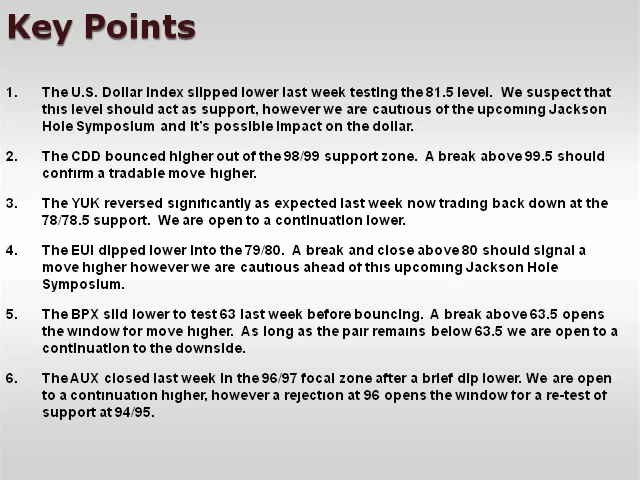 Key Points
1. The U.S. Dollar Index slipped lower last week testing the 81.5 level. We suspect that
this level should act as support, however we are cautious of the upcoming Jackson
Hole Symposium and it's possible impact on the dollar.
2. The CDD bounced higher out of the 98/99 support zone. A break above 99.5 should
confirm a tradable move higher.
3. The YUK reversed significantly as expected last week now trading back down at the
78/78.5 support. We are open to a continuation lower.
4. The EUI dipped lower into the 79/80. A break and close above 80 should signal a
move higher however we are cautious ahead of this upcoming Jackson Hole
Symposium.
5. The BPX slid lower to test 63 last week before bouncing. A break above 63.5 opens
the window for move higher. As long as the pair remains below 63.5 we are open to a
continuation to the downside.
6. The AUX closed last week in the 96/97 focal zone after a brief dip lower. We are open
to a continuation higher, however a rejection at 96 opens the window for a re-test of
support at 94/95.